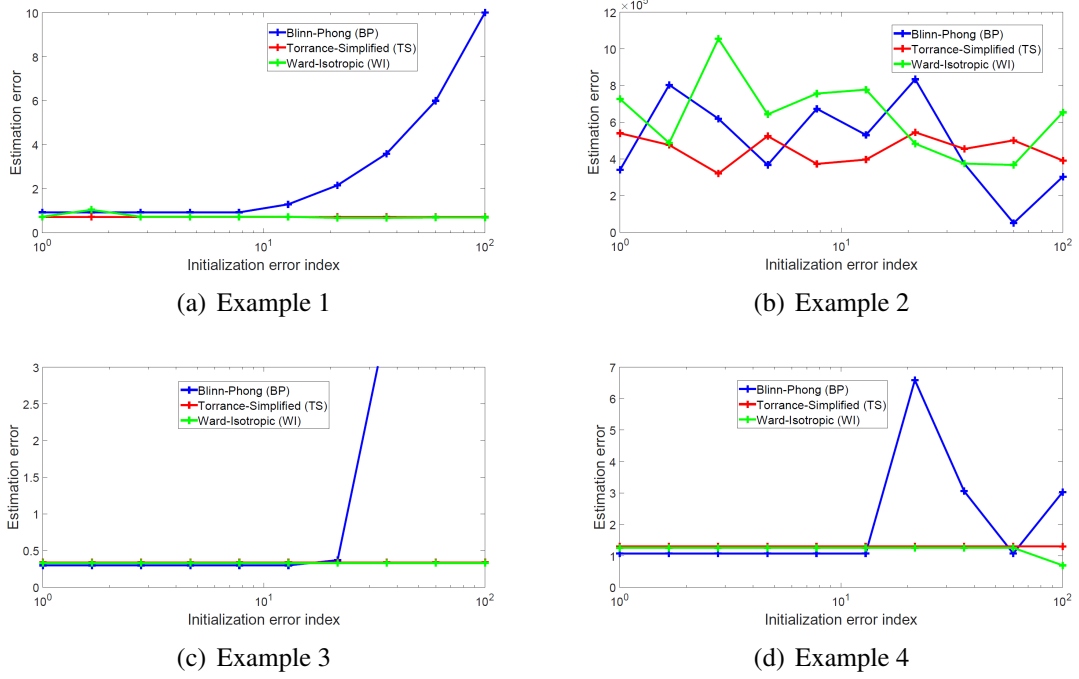 10
8
6
4
2
0
Estimation error
Blinn-Phong (BP)
Torrance-Simplified (TS)
Ward-Isotropic (WI)
10^0 10^1 10^2
Initialization error index
(a) Example 1
× 10^5
12
10
8
6
4
2
0
Estimation error
Blinn-Phong (BP)
Torrance-Simplified (TS)
Ward-Isotropic (WI)
10^0 10^1 10^2
Initialization error index
(b) Example 2
3
2.5
2
1.5
1
0.5
0
Estimation error
Blinn-Phong (BP)
Torrance-Simplified (TS)
Ward-Isotropic (WI)
10^0 10^1 10^2
Initialization error index
(c) Example 3
7
6
5
4
3
2
1
0
Estimation error
Blinn-Phong (BP)
Torrance-Simplified (TS)
Ward-Isotropic (WI)
10^0 10^1 10^2
Initialization error index
(d) Example 4